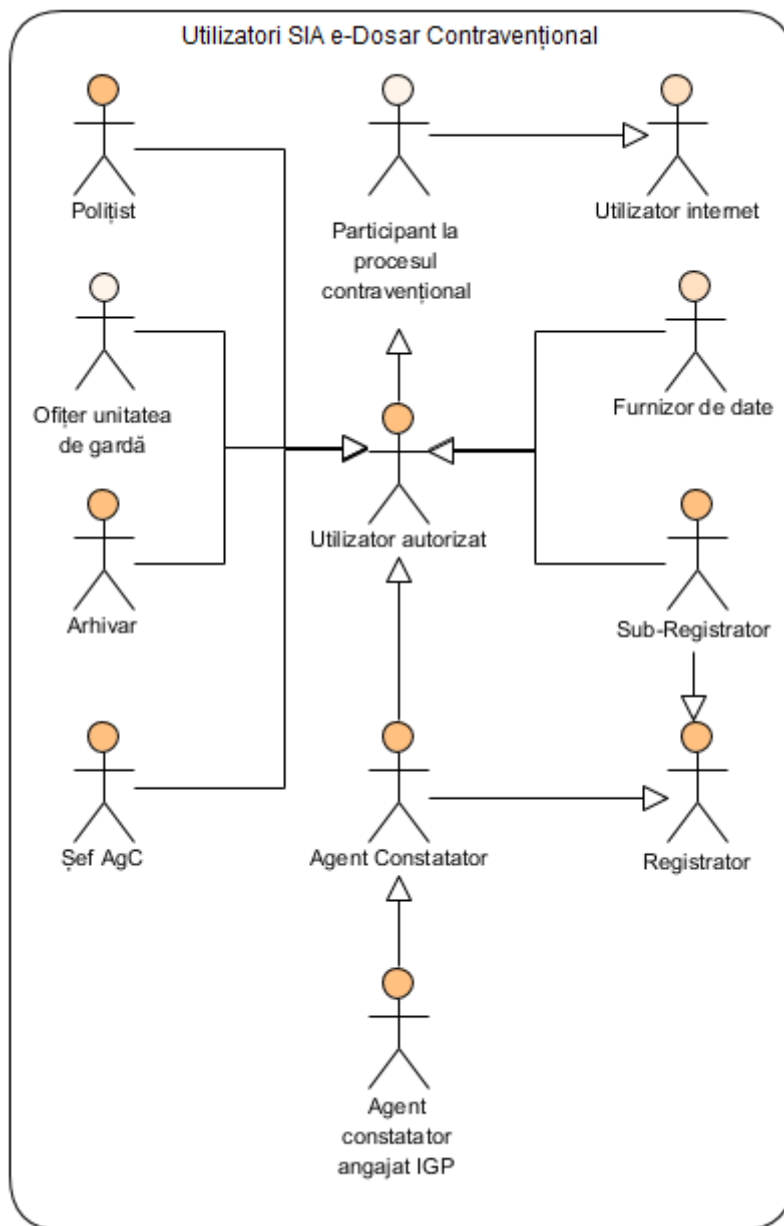 Utilizatori SIA e-Dosar Contravențional
Polițist
Participant la
procesul
contravențional
Utilizator internet
Ofițer unitatea
de gardă
Furnizor de date
Utilizator autorizat
Arhivar
Sub-Registrator
Șef AgC
Agent Constatator
Registrator
Agent
constatator
angajat IGP